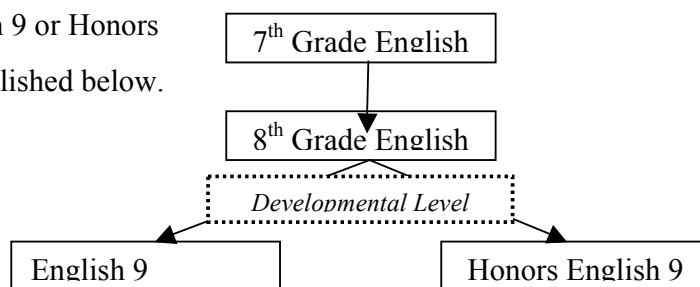 9 or Honors
lished below.
7th Grade English
8th Grade English
Developmental Level
English 9
Honors English 9